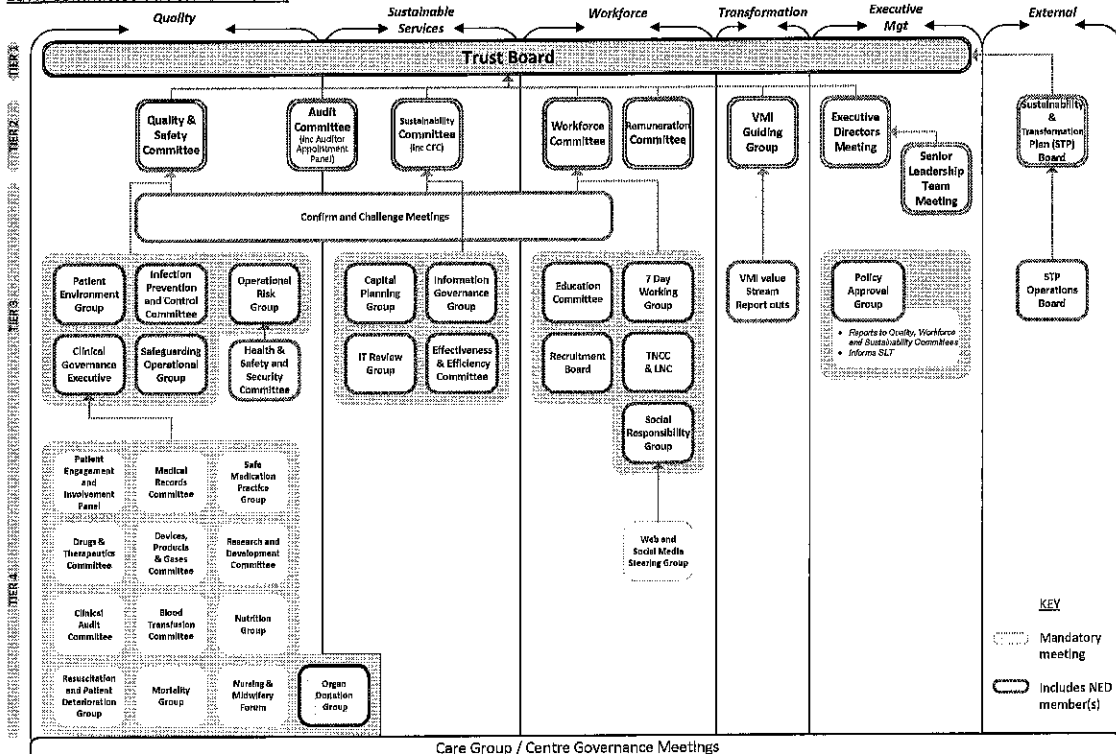 Quality
Sustainable
Services
Workforce
Transformation
Executive
Mgt
External
TIER 1
Trust Board
TIER 2
Quality &
Safety
Committee
Audit
Committee
(inc Auditor
Appointment
Panel)
Sustainability
Committee
(inc CFC)
Workforce
Committee
Remuneration
Committee
VMI
Guiding
Group
Executive
Directors
Meeting
Senior
Leadership
Team
Meeting
Sustainability
&
Transformation
Plan (STP)
Board
Confirm and Challenge Meetings
TIER 3
Patient
Environment
Group
Infection
Prevention
and Control
Committee
Operational
Risk
Group
Clinical
Governance
Executive
Safeguarding
Operational
Group
Health &
Safety and
Security
Committee
Capital
Planning
Group
Information
Governance
Group
IT Review
Group
Effectiveness
& Efficiency
Committee
Education
Committee
7 Day
Working
Group
Recruitment
Board
TNCC
& LNC
Social
Responsibility
Group
VMI value
Stream
Report outs
Policy
Approval
Group
• Reports to Quality, Workforce
and Sustainability Committees
• Informs SLT
STP
Operations
Board
TIER 4
Patient
Engagement
and
Involvement
Panel
Medical
Records
Committee
Safe
Medication
Practice
Group
Drugs &
Therapeutics
Committee
Devices,
Products
& Gases
Committee
Research and
Development
Committee
Clinical
Audit
Committee
Blood
Transfusion
Committee
Nutrition
Group
Resuscitation
and Patient
Deterioration
Group
Mortality
Group
Nursing &
Midwifery
Forum
Organ
Donation
Group
Web and
Social Media
Steering Group
KEY
Mandatory
meeting
Includes NED
member(s)
Care Group / Centre Governance Meetings